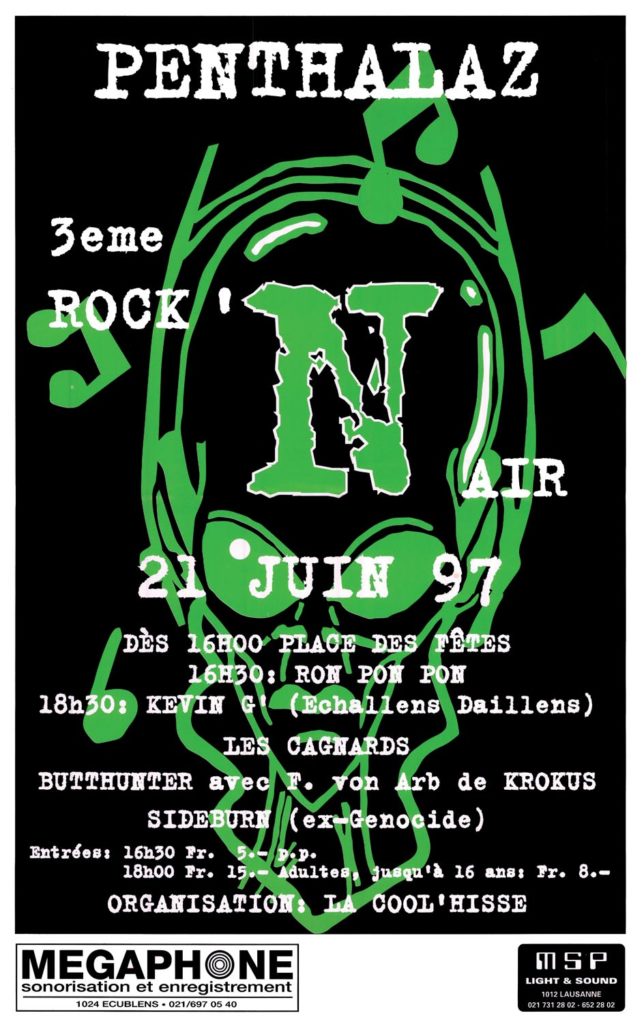 PENTHALAZ
3eme
ROCK 'N
AIR
21 JUIN 97
DÈS 16H00 PLACE DES FÊTES
16H30: RON PON PON
18h30: KEVIN G' (Echallens Daillens)
LES CAGNARDS
BUTTHUNTER avec F. von Arb de KROKUS
SIDEBURN (ex-Genocide)
Entrées: 16h30 Fr. 5.- p.p.
18h00 Fr. 15.- Adultes, jusqu'à 16 ans: Fr. 8.-
ORGANISATION: LA COOL'HISSE
MEGAPHONE
sonorisation et enregistrement
1024 ECUBLENS • 021/697 05 40
MSP
LIGHT & SOUND
1012 LAUSANNE
021 731 28 02 - 652 28 02